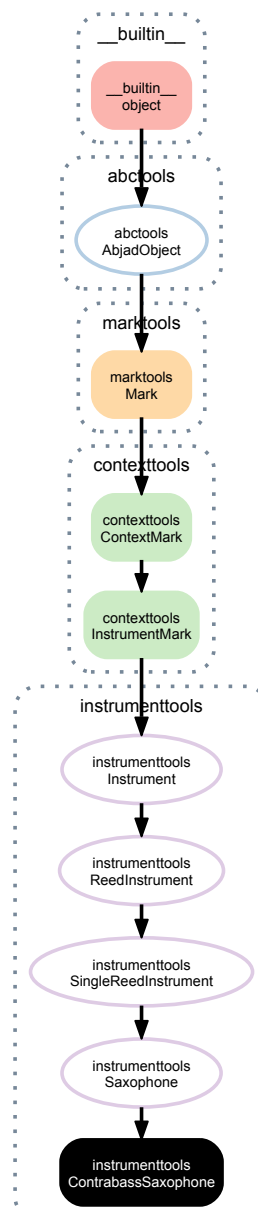 __builtin__
__builtin__
object
abctools
abctools
AbjadObject
marktools
marktools
Mark
contexttools
contexttools
ContextMark
contexttools
InstrumentMark
instrumenttools
instrumenttools
Instrument
instrumenttools
ReedInstrument
instrumenttools
SingleReedInstrument
instrumenttools
Saxophone
instrumenttools
ContrabassSaxophone